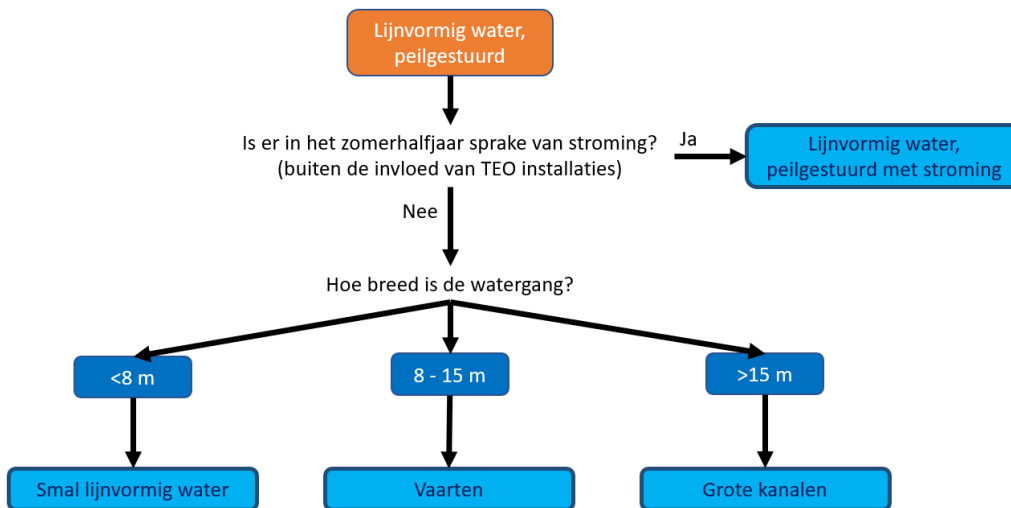 Lijnvormig water,
peilgestuurd
Is er in het zomerhalfjaar sprake van stroming?
(buiten de invloed van TEO installaties)
Ja
Lijnvormig water,
peilgestuurd met stroming
Nee
Hoe breed is de watergang?
<8 m
8 - 15 m
>15 m
Smal lijnvormig water
Vaarten
Grote kanalen